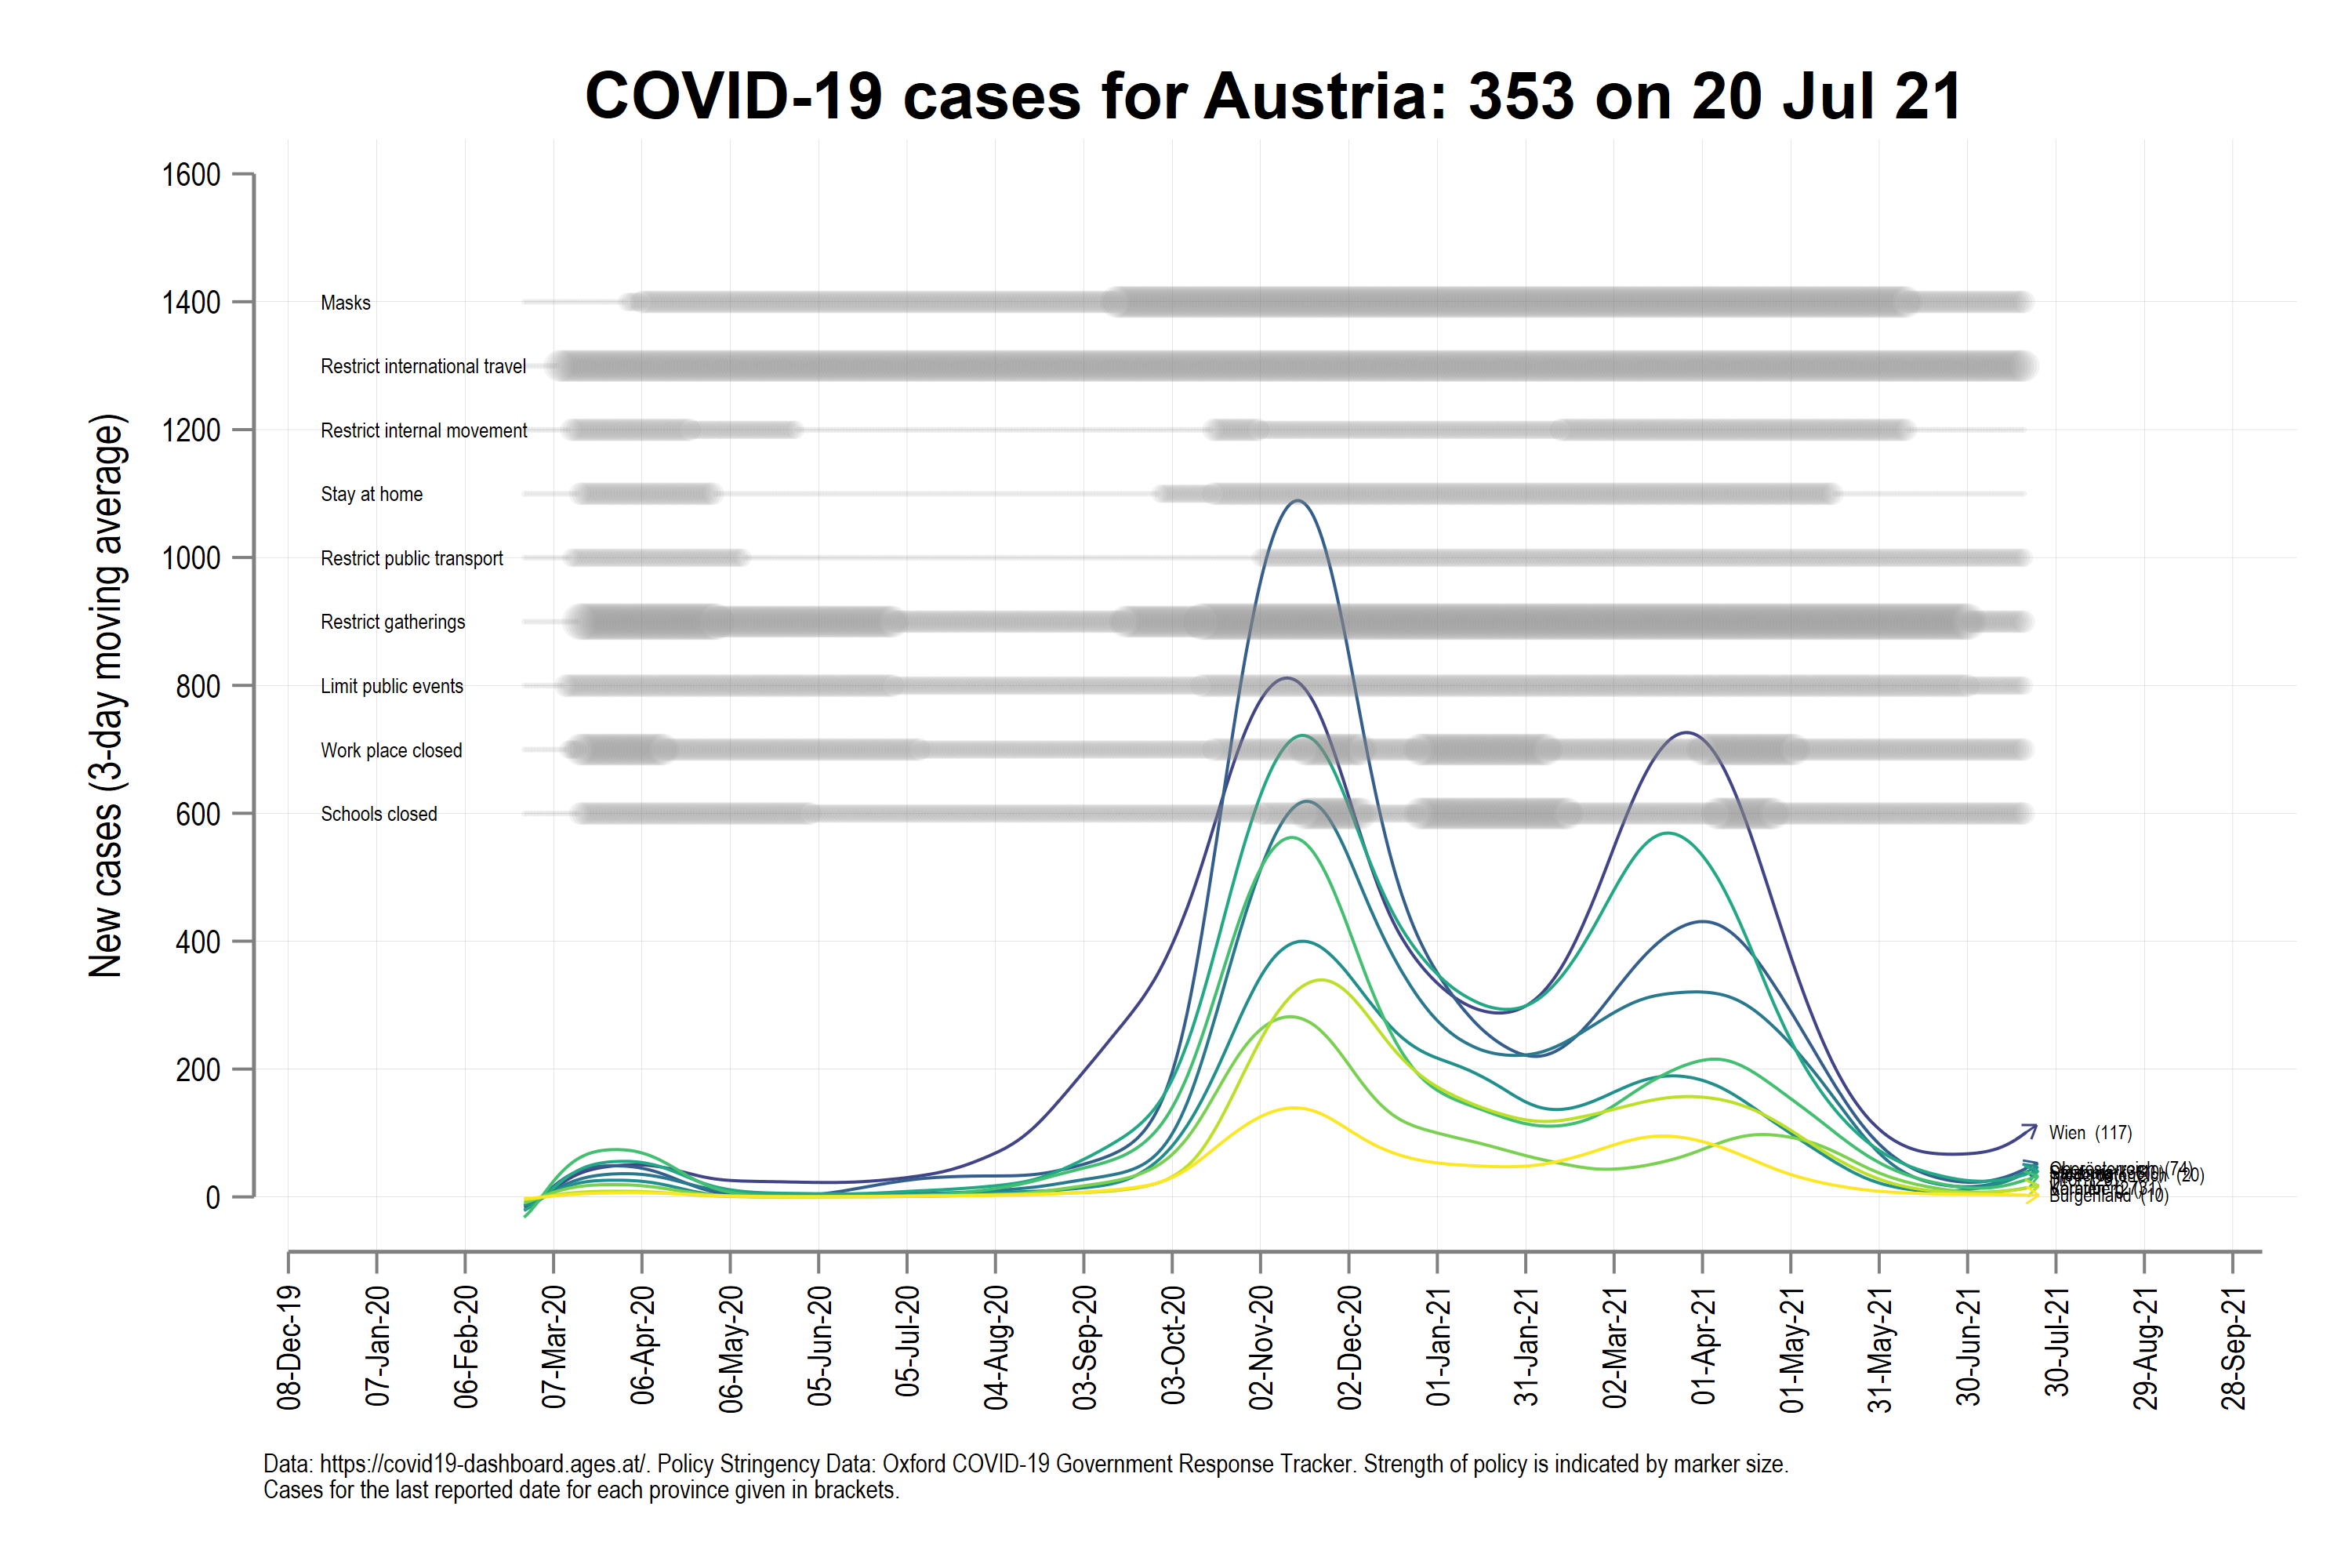 COVID-19 cases for Austria: 353 on 20 Jul 21
New cases (3-day moving average)
1600
1400
1200
1000
800
600
400
200
0
Masks
Restrict international travel
Restrict internal movement
Stay at home
Restrict public transport
Restrict gatherings
Limit public events
Work place closed
Schools closed
Wien (117)
Oberösterreich (74)
(20)
Burgenland (10)
08-Dec-19
07-Jan-20
06-Feb-20
07-Mar-20
06-Apr-20
06-May-20
05-Jun-20
05-Jul-20
04-Aug-20
03-Sep-20
03-Oct-20
02-Nov-20
02-Dec-20
01-Jan-21
31-Jan-21
02-Mar-21
01-Apr-21
01-May-21
31-May-21
30-Jun-21
30-Jul-21
29-Aug-21
28-Sep-21
Data: https://covid19-dashboard.ages.at/. Policy Stringency Data: Oxford COVID-19 Government Response Tracker. Strength of policy is indicated by marker size.
Cases for the last reported date for each province given in brackets.